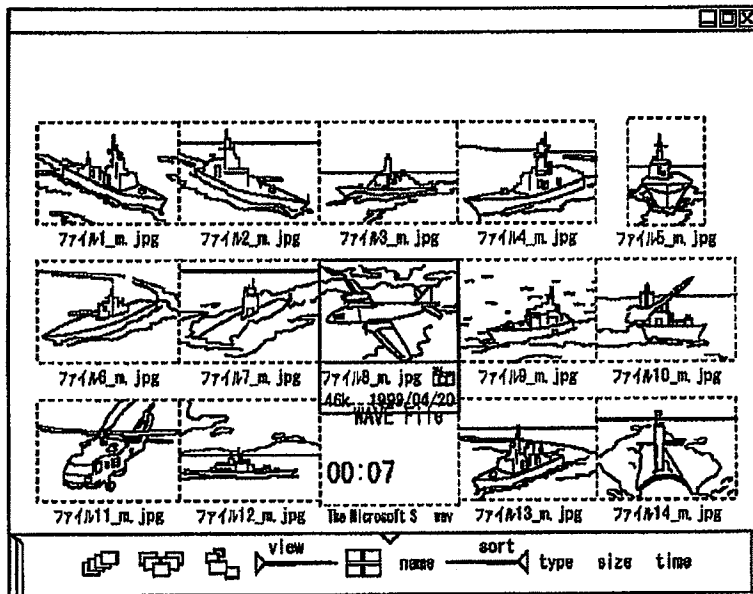 ファイル1_m. jpg ファイル2_m. jpg ファイル3_m. jpg ファイル4_m. jpg ファイル5_m. jpg
ファイル6_m. jpg ファイル7_m. jpg ファイル8_m. jpg ファイル9_m. jpg ファイル10_m. jpg
46k 1999/04/20
WAVE File
00:07
ファイル11_m. jpg ファイル12_m. jpg The Microsoft S wav ファイル13_m. jpg ファイル14_m. jpg
view name sort type size time